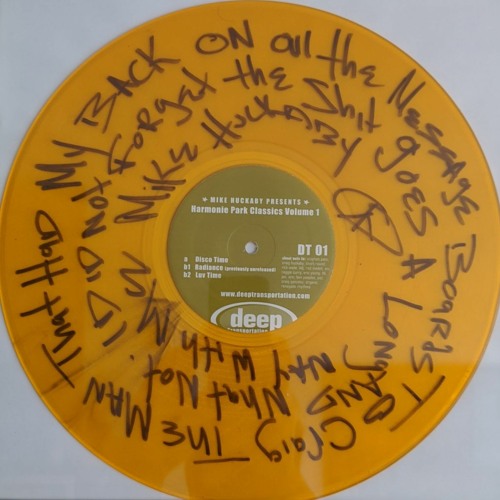 TO Craig THE MAN THAT HAD MY BACK ON All the MESSAGE BOARDS
AND What Not. I DID NOT Forget the Shit goes A Long
WAY With Me MIKE HUCKABY
MIKE HUCKABY PRESENTS
Harmonie Park Classics Volume 1
DT 01
a Disco Time
b1 Radiance (previously unreleased)
b2 Luv Time
www.deeptransportation.com
deep
transportation